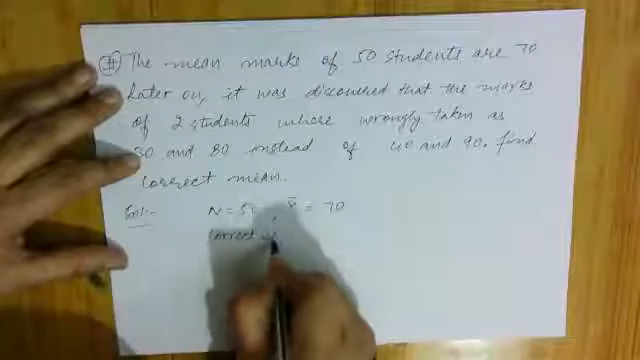 # The mean marks of 50 students are 70
Later on, it was discovered that the marks
of 2 students where wrongly taken as
30 and 80 instead of 40 and 90. find
correct mean.
Sol:- N = 50, X̄ = 70
correct